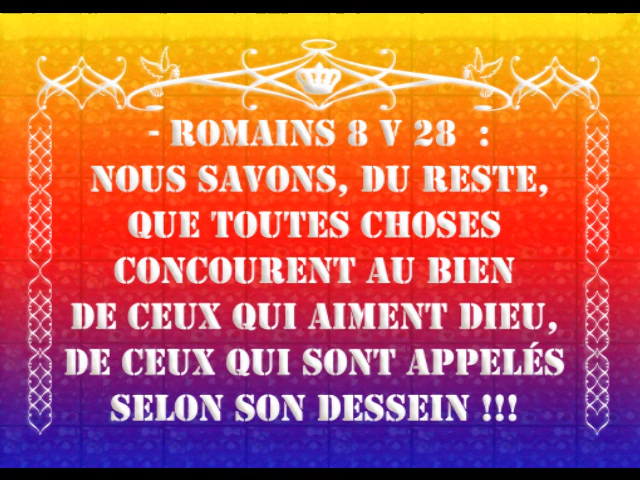 - ROMAINS 8 V 28 :
NOUS SAVONS, DU RESTE,
QUE TOUTES CHOSES
CONCOURENT AU BIEN
DE CEUX QUI AIMENT DIEU,
DE CEUX QUI SONT APPELÉS
SELON SON DESSEIN !!!